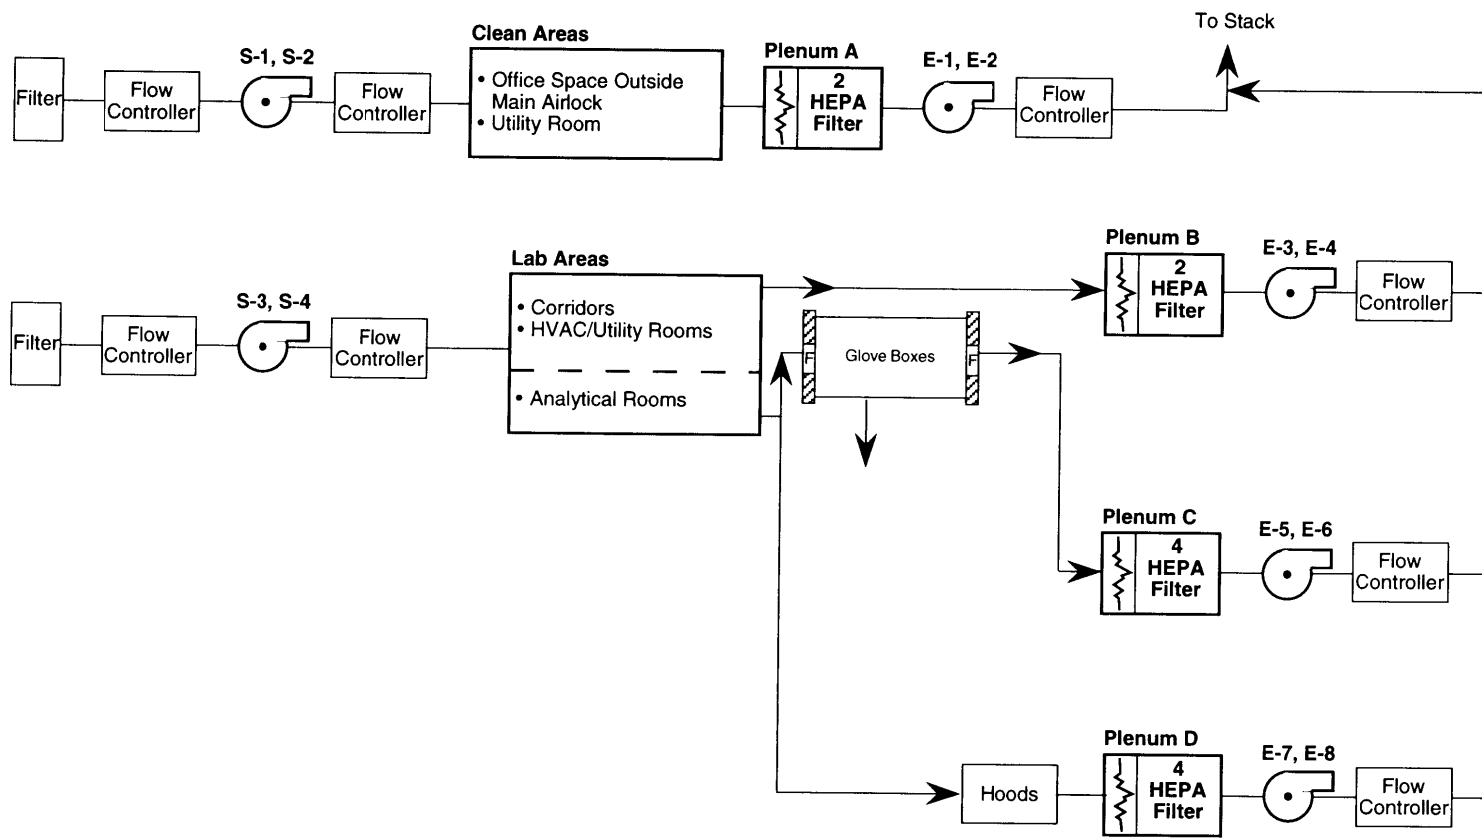 To Stack
Clean Areas
S-1, S-2
Plenum A
E-1, E-2
Filter
Flow
Controller
Flow
Controller
• Office Space Outside
Main Airlock
• Utility Room
2
HEPA
Filter
Flow
Controller
Plenum B
E-3, E-4
Lab Areas
2
HEPA
Filter
Flow
Controller
S-3, S-4
Filter
Flow
Controller
Flow
Controller
• Corridors
• HVAC/Utility Rooms
• Analytical Rooms
F
Glove Boxes
F
Plenum C
E-5, E-6
4
HEPA
Filter
Flow
Controller
Plenum D
E-7, E-8
Hoods
4
HEPA
Filter
Flow
Controller